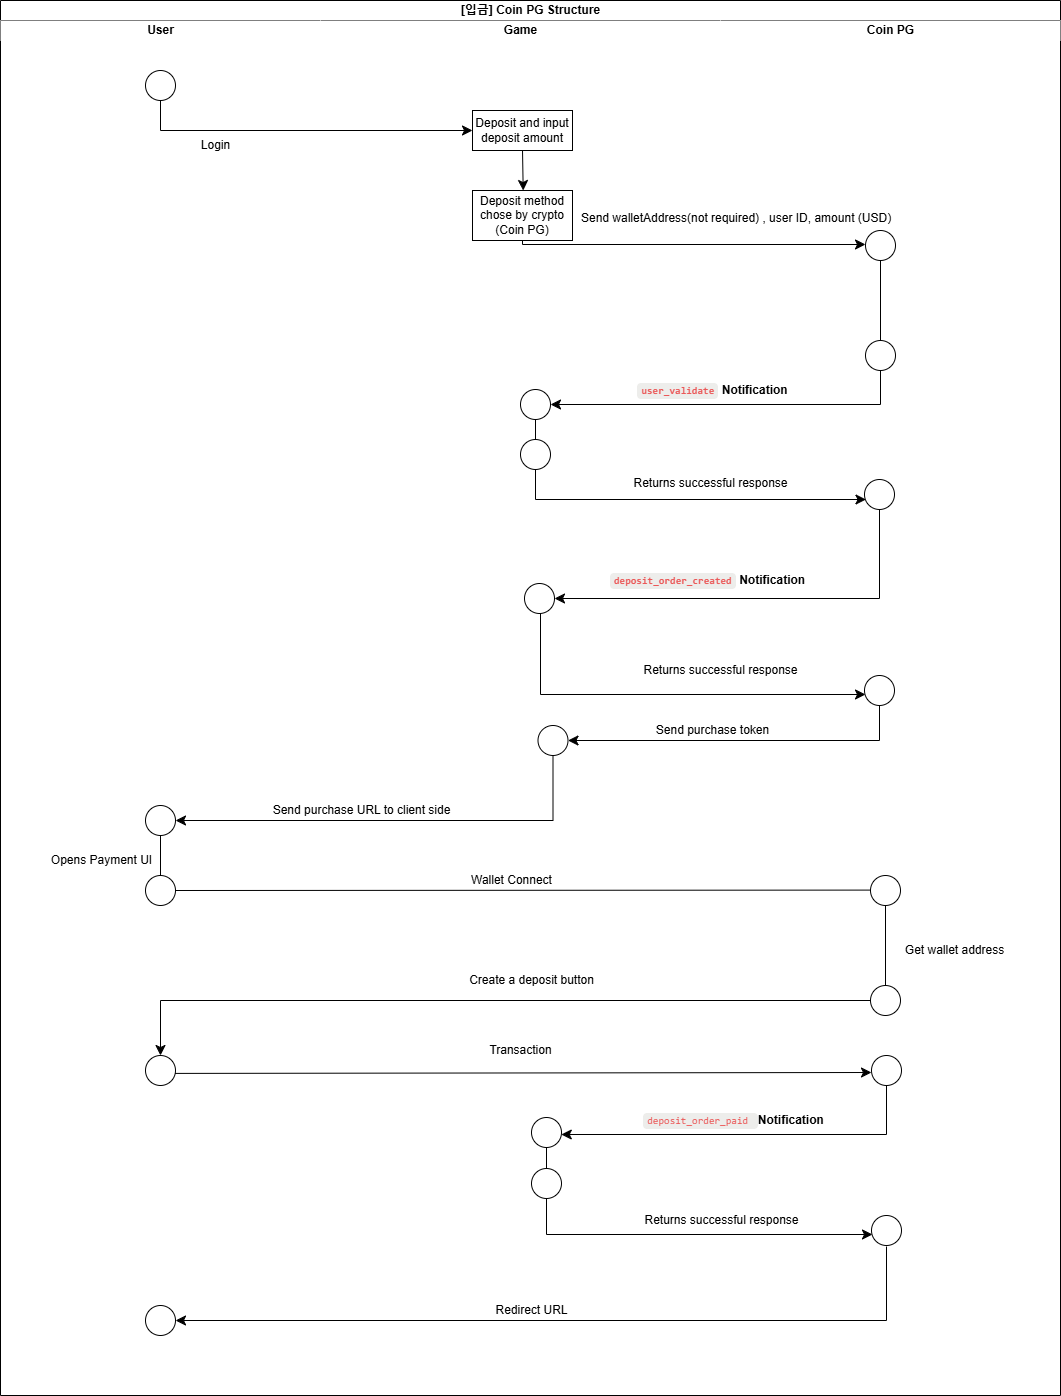 [입금] Coin PG Structure
User
Game
Coin PG
Deposit and input
deposit amount
Login
Deposit method
chose by crypto
(Coin PG)
Send walletAddress(not required) , user ID, amount (USD)
user_validate Notification
Returns successful response
deposit_order_created Notification
Returns successful response
Send purchase token
Send purchase URL to client side
Opens Payment UI
Wallet Connect
Get wallet address
Create a deposit button
Transaction
deposit_order_paid Notification
Returns successful response
Redirect URL